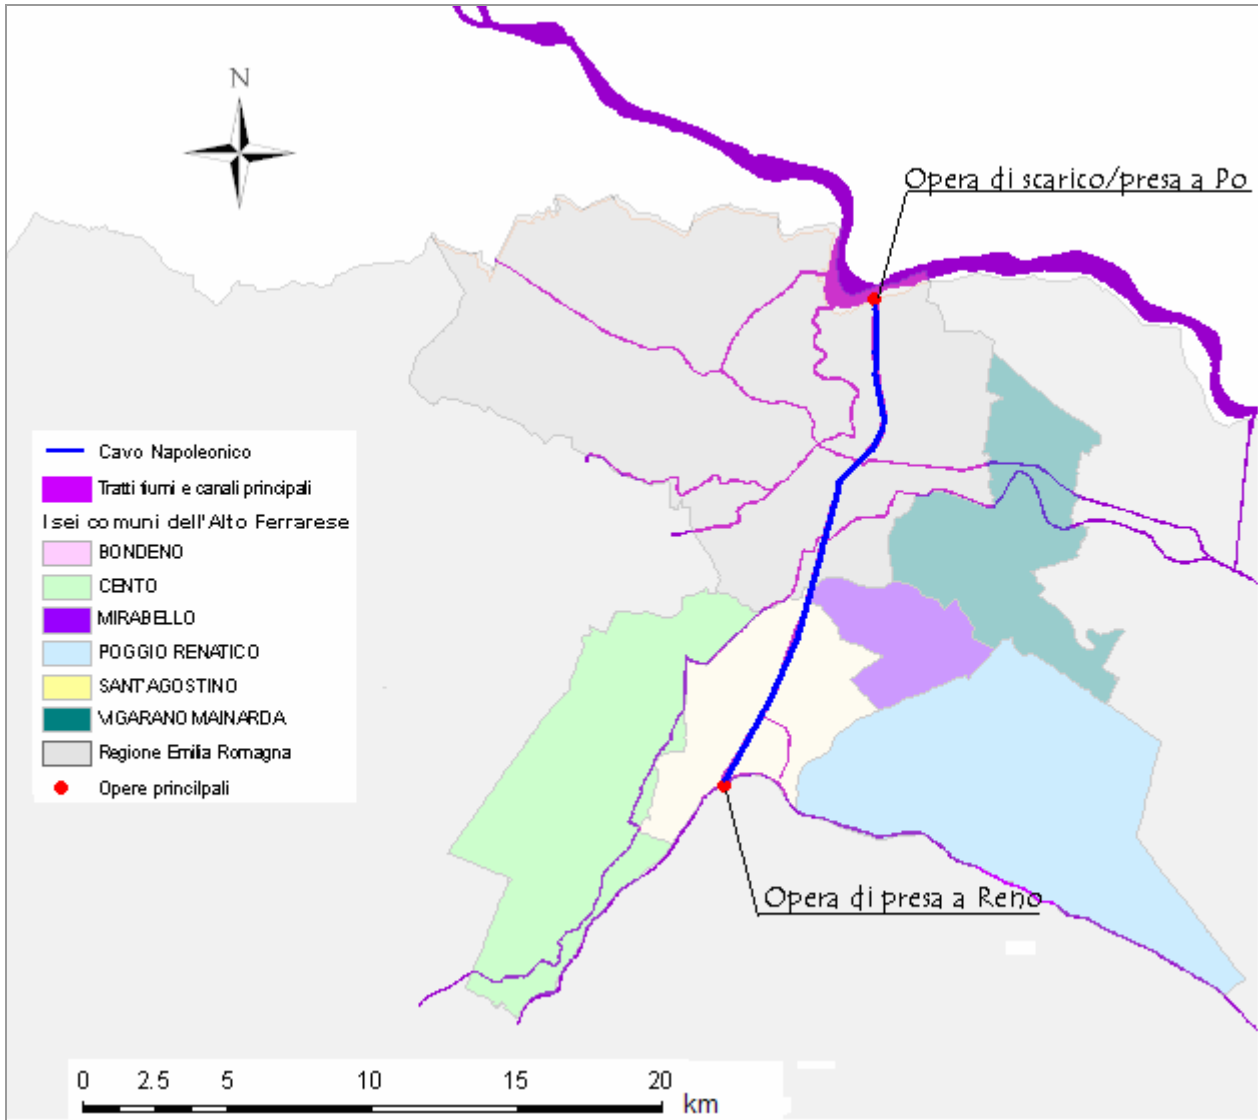 N
Opera di scarico/presa a Po
Cavo Napoleonico
Tratti fiumi e canali principali
I sei comuni dell'Alto Ferrarese
BONDENO
CENTO
MIRABELLO
POGGIO RENATICO
SANT'AGOSTINO
VIGARANO MAINARDA
Regione Emilia Romagna
Opere princilpali
Opera di presa a Reno
0 2.5 5 10 15 20
km